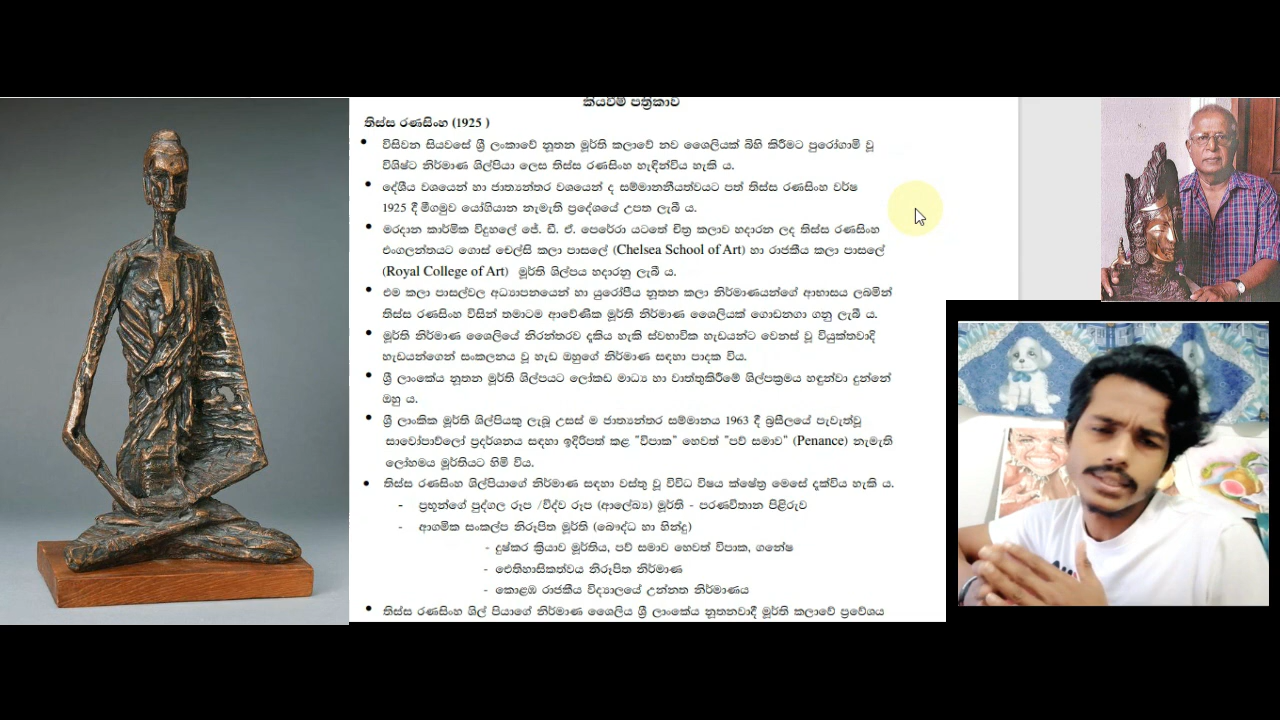 කියවීම් පත්‍රිකාව
තිස්ස රණසිංහ (1925 )
• විසිවන සියවසේ ශ්‍රී ලංකාවේ නූතන මූර්ති කලාවේ නව ශෛලියක් බිහි කිරීමට පුරෝගාමී වූ
විශිෂ්ට නිර්මාණ ශිල්පියා ලෙස තිස්ස රණසිංහ හැඳින්විය හැකි ය.
• දේශීය වශයෙන් හා ජාත්‍යන්තර වශයෙන් ද සම්මානනීයත්වයට පත් තිස්ස රණසිංහ වර්ෂ
1925 දී මීගමුව යෝගියාන නැමැති ප්‍රදේශයේ උපත ලැබී ය.
• මරදාන කාර්මික විදුහලේ ජේ. ඩී. ඒ. පෙරේරා යටතේ චිත්‍ර කලාව හදාරන ලද තිස්ස රණසිංහ
එංගලන්තයට ගොස් චෙල්සි කලා පාසලේ (Chelsea School of Art) හා රාජකීය කලා පාසලේ
(Royal College of Art) මූර්ති ශිල්පය හදාරනු ලැබී ය.
• එම කලා පාසල්වල අධ්‍යාපනයෙන් හා යුරෝපීය නූතන කලා නිර්මාණයන්ගේ ආභාසය ලබමින්
තිස්ස රණසිංහ විසින් තමාටම ආවේණික මූර්ති නිර්මාණ ශෛලියක් ගොඩනගා ගනු ලැබී ය.
• මූර්ති නිර්මාණ ශෛලියේ නිරන්තරව දැකිය හැකි ස්වභාවික හැඩයන්ට වෙනස් වූ වියුක්තවාදි
හැඩයන්ගෙන් සංකලනය වූ හැඩ ඔහුගේ නිර්මාණ සඳහා පාදක විය.
• ශ්‍රී ලාංකේය නූතන මූර්ති ශිල්පයට ලෝකඩ මාධ්‍ය හා වාත්තුකිරීමේ ශිල්පක්‍රමය හඳුන්වා දුන්නේ
ඔහු ය.
• ශ්‍රී ලාංකික මූර්ති ශිල්පියකු ලැබූ උසස් ම ජාත්‍යන්තර සම්මානය 1963 දී බ්‍රසීලයේ පැවැත්වූ
සාවෝපාව්ලෝ ප්‍රදර්ශනය සඳහා ඉදිරිපත් කළ "විපාක" හෙවත් "පව් සමාව" (Penance) නැමැති
ලෝහමය මූර්තියට හිමි විය.
• තිස්ස රණසිංහ ශිල්පියාගේ නිර්මාණ සඳහා වස්තු වූ විවිධ විෂය ක්ෂේත්‍ර මෙසේ දැක්විය හැකි ය.
- ප්‍රභූන්ගේ පුද්ගල රූප /විද්ව රූප (ආලේඛ්‍ය) මූර්ති - පරණවිතාන පිළිරුව
- ආගමික සංකල්ප නිරූපිත මූර්ති (බෞද්ධ හා හින්දු)
- දුෂ්කර ක්‍රියාව මූර්තිය, පව් සමාව හෙවත් විපාක, ගනේෂ
- ඓතිහාසිකත්වය නිරූපිත නිර්මාණ
- කොළඹ රාජකීය විද්‍යාලයේ උන්නත නිර්මාණය
• තිස්ස රණසිංහ ශිල් පියාගේ නිර්මාණ ශෛලිය ශ්‍රී ලාංකේය නූතනවාදී මූර්ති කලාවේ ප්‍රවේශය